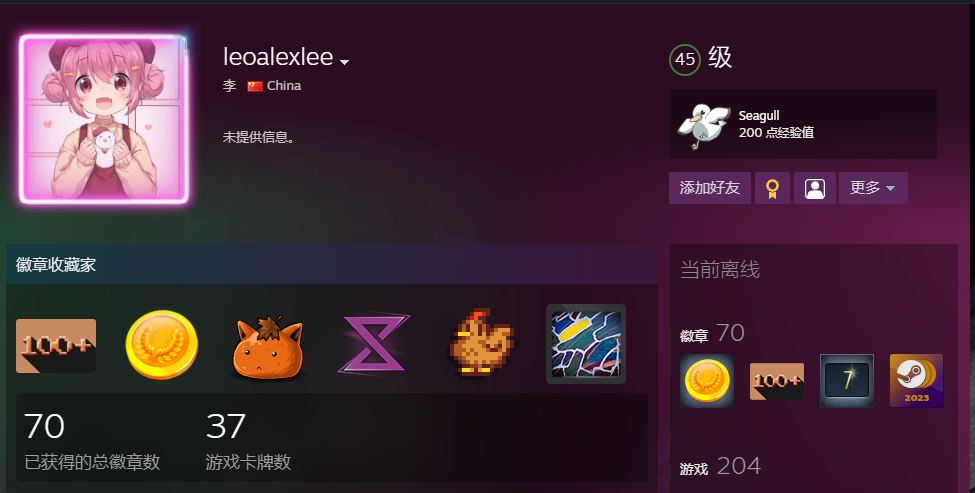 leoalexlee
李 China
未提供信息。
45 级
Seagull
200 点经验值
添加好友 更多
徽章收藏家
100+
70
已获得的总徽章数
37
游戏卡牌数
当前离线
徽章 70
100+
7
2023
游戏 204